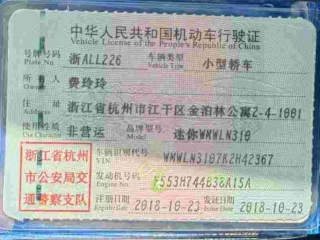 中华人民共和国机动车行驶证
Vehicle License of the People's Republic of China
号牌号码 浙ALL226 车辆类型 小型轿车
Plate No. Vehicle Type
所有人 费玲玲
住址 浙江省杭州市江干区金泊林公寓2-4-1001
使用性质 非营运 品牌型号 迷你WMWLN310
浙江省杭州市公安局交通警察支队
车辆识别代号 WMWLN3107K2H42367
VIN
发动机号码 F553H744B38A15A
Engine No.
注册日期 2018-10-23 发证日期 2018-10-23
Register Date Issue Date